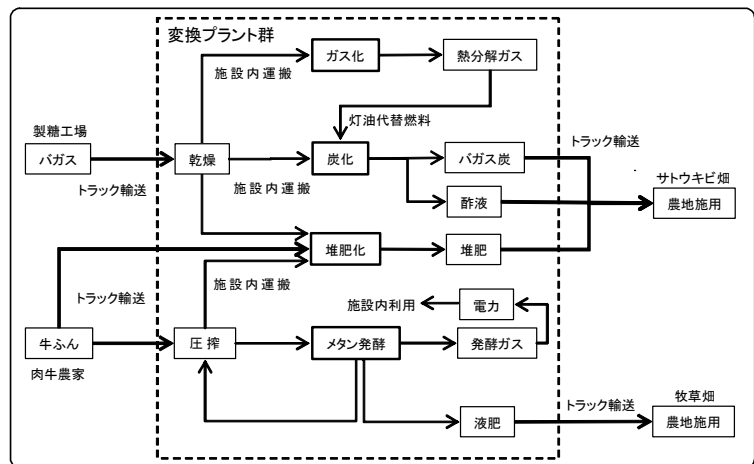 変換プラント群
ガス化
熱分解ガス
施設内運搬
灯油代替燃料
製糖工場
バガス
トラック輸送
乾燥
炭化
バガス炭
トラック輸送
施設内運搬
酢液
サトウキビ畑
農地施用
堆肥化
堆肥
施設内運搬
トラック輸送
施設内利用
電力
牛ふん
肉牛農家
圧搾
メタン発酵
発酵ガス
液肥
トラック輸送
牧草畑
農地施用